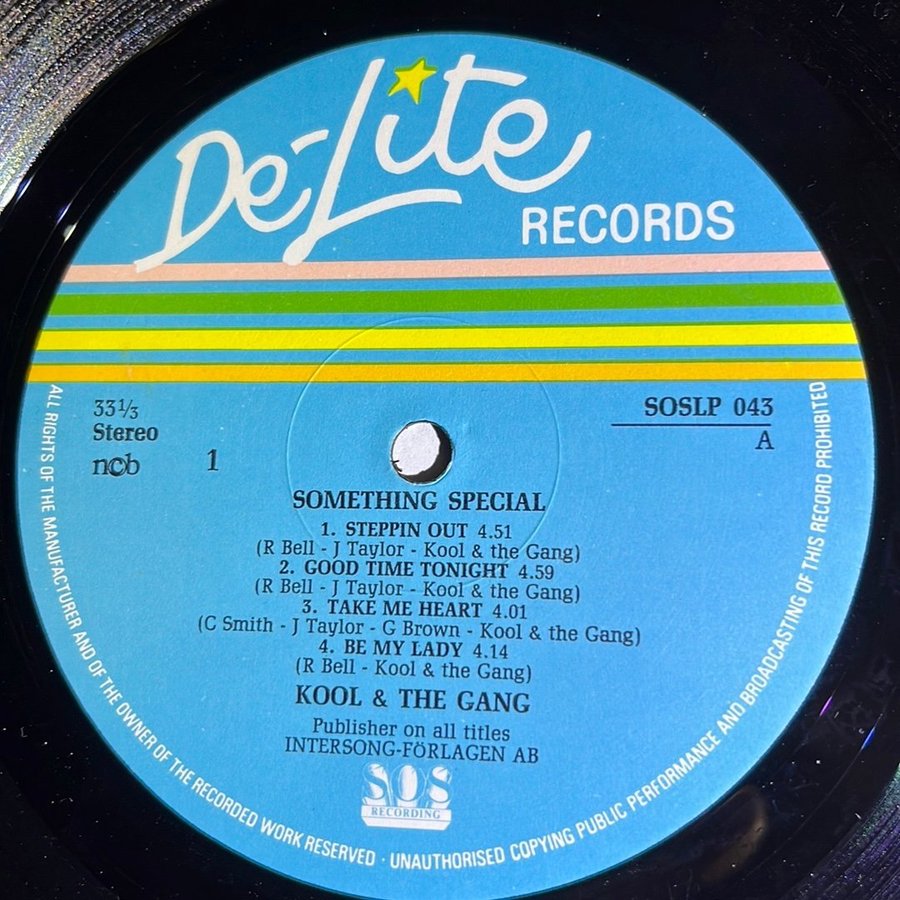 De-Lite
RECORDS
33 1/3
Stereo
ncb
1
SOSLP 043
A
SOMETHING SPECIAL
1. STEPPIN OUT 4.51
(R Bell - J Taylor - Kool & the Gang)
2. GOOD TIME TONIGHT 4.59
(R Bell - J Taylor - Kool & the Gang)
3. TAKE ME HEART 4.01
(C Smith - J Taylor - G Brown - Kool & the Gang)
4. BE MY LADY 4.14
(R Bell - Kool & the Gang)
KOOL & THE GANG
Publisher on all titles
INTERSONG-FÖRLAGEN AB
SOS
RECORDING
ALL RIGHTS OF THE MANUFACTURER AND OF THE OWNER OF THE RECORDED WORK RESERVED · UNAUTHORISED COPYING PUBLIC PERFORMANCE AND BROADCASTING OF THIS RECORD PROHIBITED